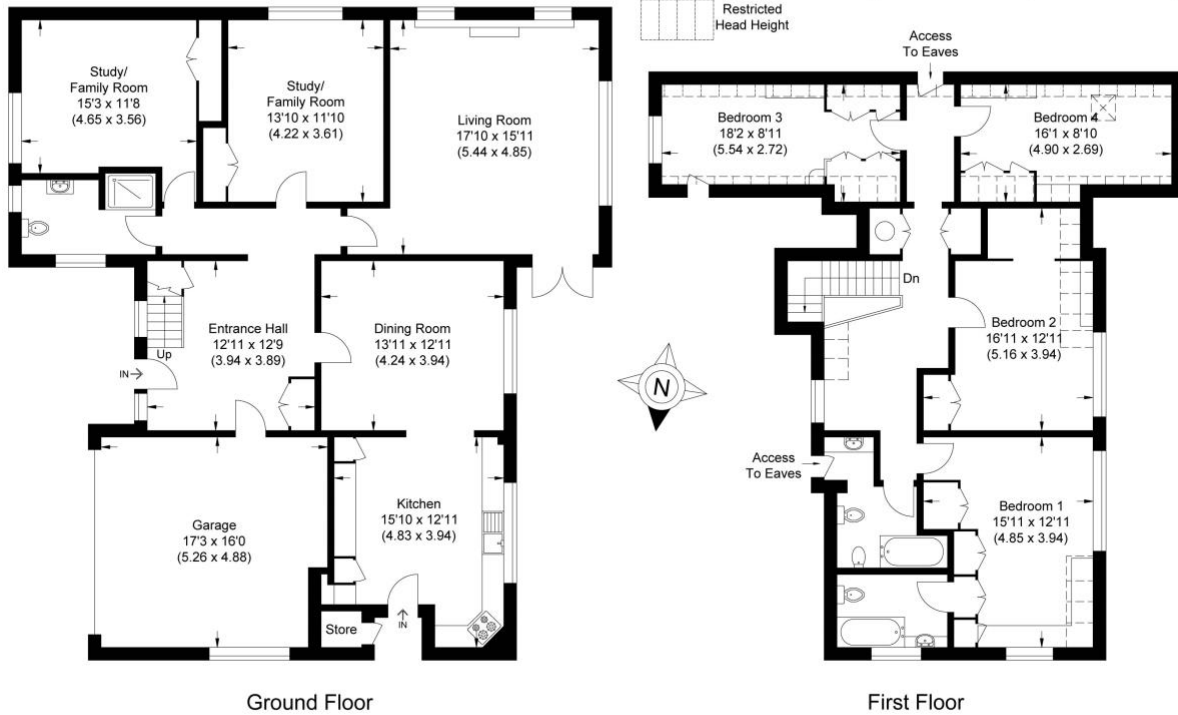 Restricted
Head Height
Study/
Family Room
15'3 x 11'8
(4.65 x 3.56)
Study/
Family Room
13'10 x 11'10
(4.22 x 3.61)
Living Room
17'10 x 15'11
(5.44 x 4.85)
Entrance Hall
12'11 x 12'9
(3.94 x 3.89)
Up
IN
Dining Room
13'11 x 12'11
(4.24 x 3.94)
Garage
17'3 x 16'0
(5.26 x 4.88)
Kitchen
15'10 x 12'11
(4.83 x 3.94)
Store
IN
Ground Floor
N
Access
To Eaves
Bedroom 3
18'2 x 8'11
(5.54 x 2.72)
Bedroom 4
16'1 x 8'10
(4.90 x 2.69)
Dn
Bedroom 2
16'11 x 12'11
(5.16 x 3.94)
Access
To Eaves
Bedroom 1
15'11 x 12'11
(4.85 x 3.94)
First Floor